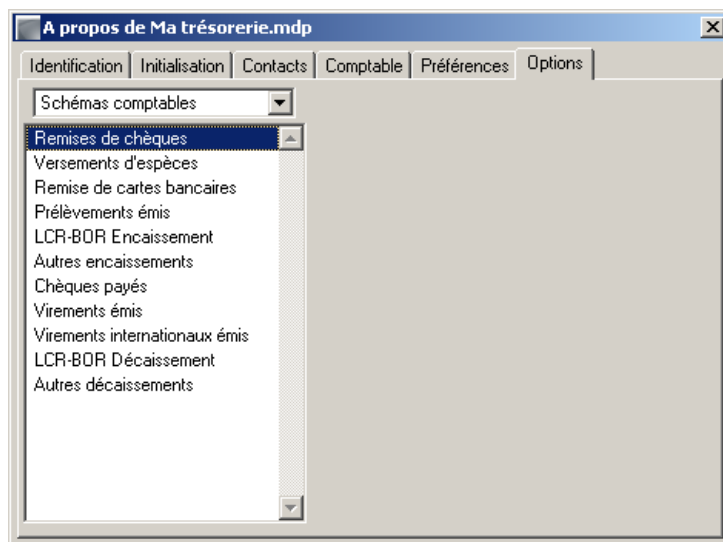 A propos de Ma trésorerie.mdp
Identification Initialisation Contacts Comptable Préférences Options
Schémas comptables
Remises de chèques
Versements d'espèces
Remise de cartes bancaires
Prélèvements émis
LCR-BOR Encaissement
Autres encaissements
Chèques payés
Virements émis
Virements internationaux émis
LCR-BOR Décaissement
Autres décaissements